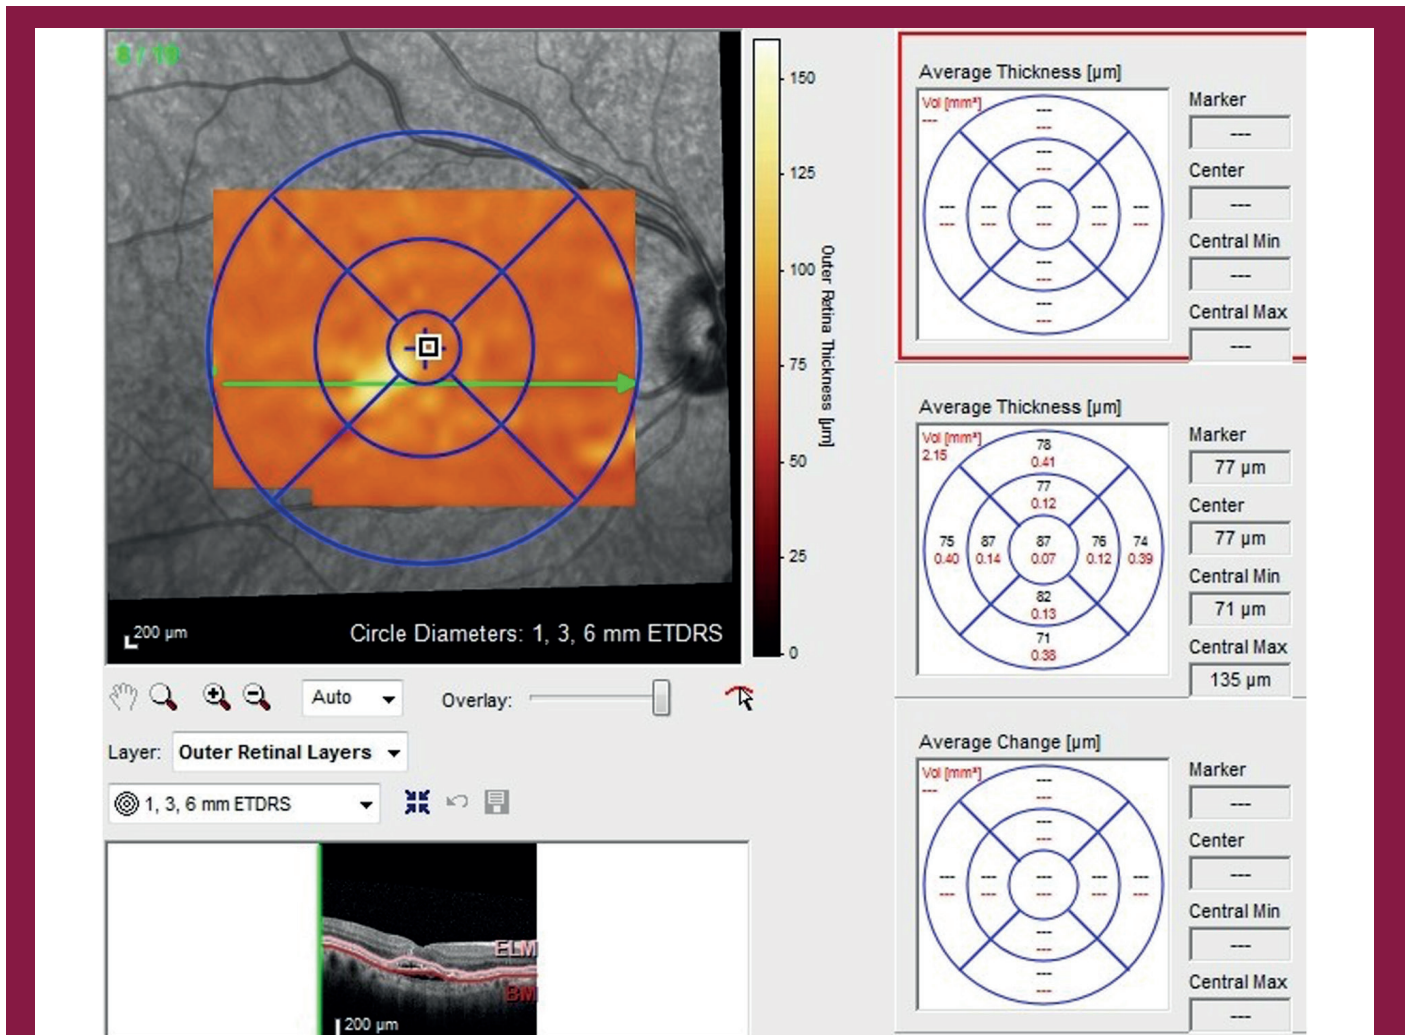 8 / 19
150
125
100
75
50
25
0
Outer Retina Thickness [µm]
200 µm
Circle Diameters: 1, 3, 6 mm ETDRS
Auto
Overlay:
Layer: Outer Retinal Layers
1, 3, 6 mm ETDRS
ELM
BM
200 µm
Average Thickness [µm]
Vol [mm³]
---
---
---
---
---
--- --- --- --- ---
--- --- --- --- ---
---
---
---
---
Marker
---
Center
---
Central Min
---
Central Max
---
Average Thickness [µm]
Vol [mm³]
2.15
78
0.41
77
0.12
75 87 87 76 74
0.40 0.14 0.07 0.12 0.39
82
0.13
71
0.38
Marker
77 µm
Center
77 µm
Central Min
71 µm
Central Max
135 µm
Average Change [µm]
Vol [mm³]
---
---
---
---
---
--- --- --- --- ---
--- --- --- --- ---
---
---
---
---
Marker
---
Center
---
Central Min
---
Central Max
---